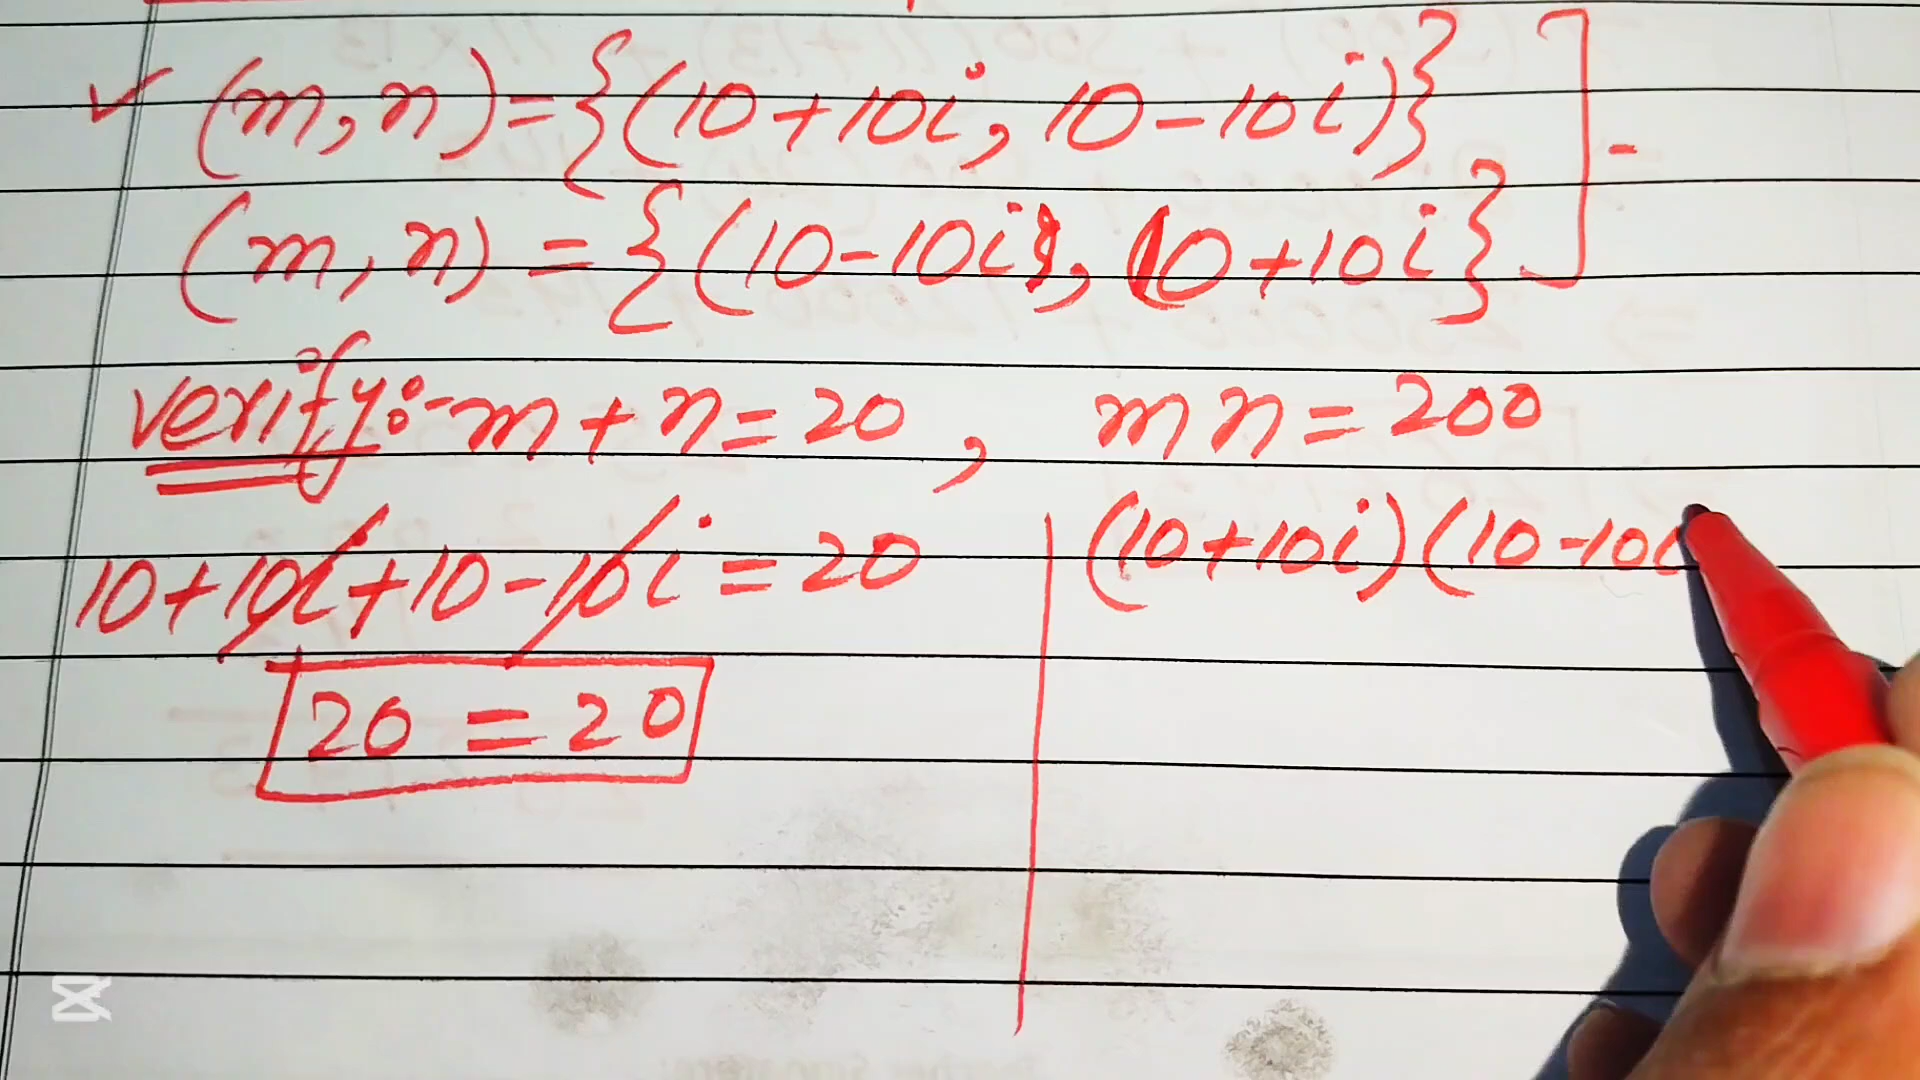 (m, n) = {(10+10i, 10-10i)}
(m, n) = {(10-10i), (10+10i}
verify:- m + n = 20, mn = 200
10+10i+10-10i = 20
(10+10i)(10-10i
20 = 20